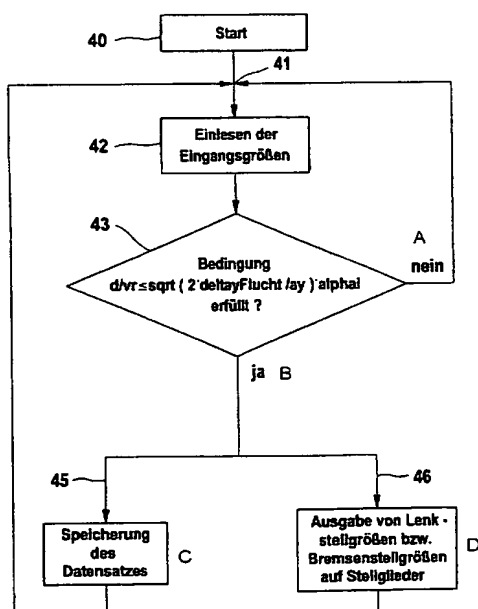 40
Start
41
42
Einlesen der
Eingangsgrößen
43
Bedingung
d/vr≤sqrt ( 2*deltayFlucht /ay )*alphai
erfüllt ?
A
nein
ja B
45
46
Speicherung
des
Datensatzes
C
Ausgabe von Lenk -
stellgrößen bzw.
Bremsenstellgrößen
auf Stellglieder
D